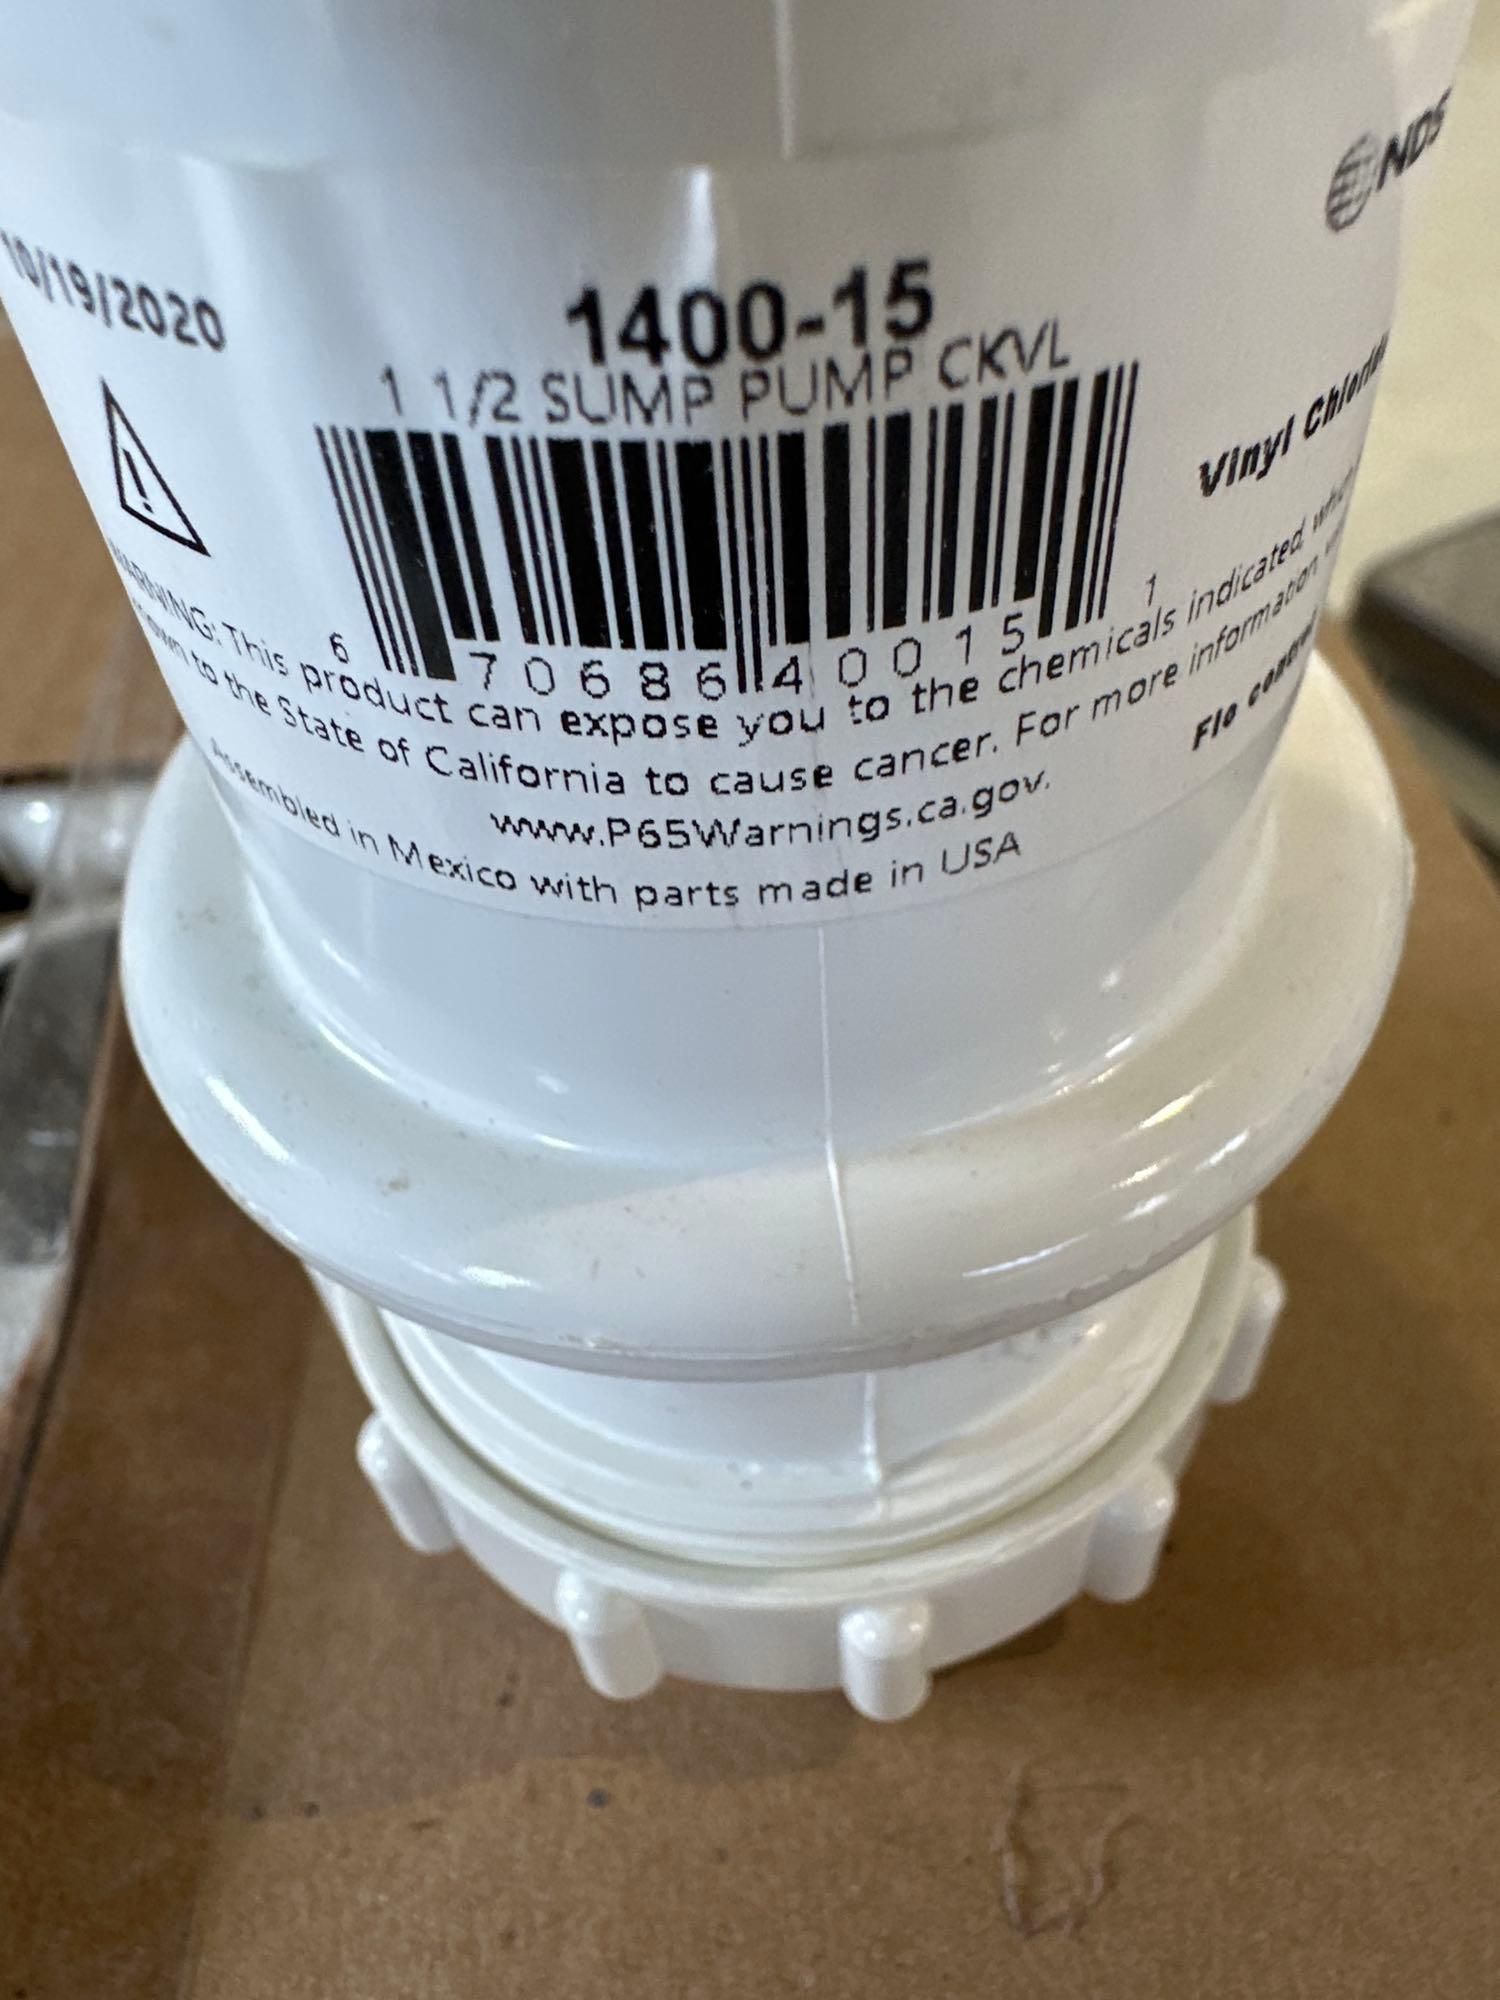 NDS
10/19/2020
1400-15
1 1/2 SUMP PUMP CKVL
6 70686 40015 1
Vinyl
WARNING: This product can expose you to the chemicals indicated,
to the State of California to cause cancer. For more information,
www.P65Warnings.ca.gov.
Assembled in Mexico with parts made in USA
Flo control